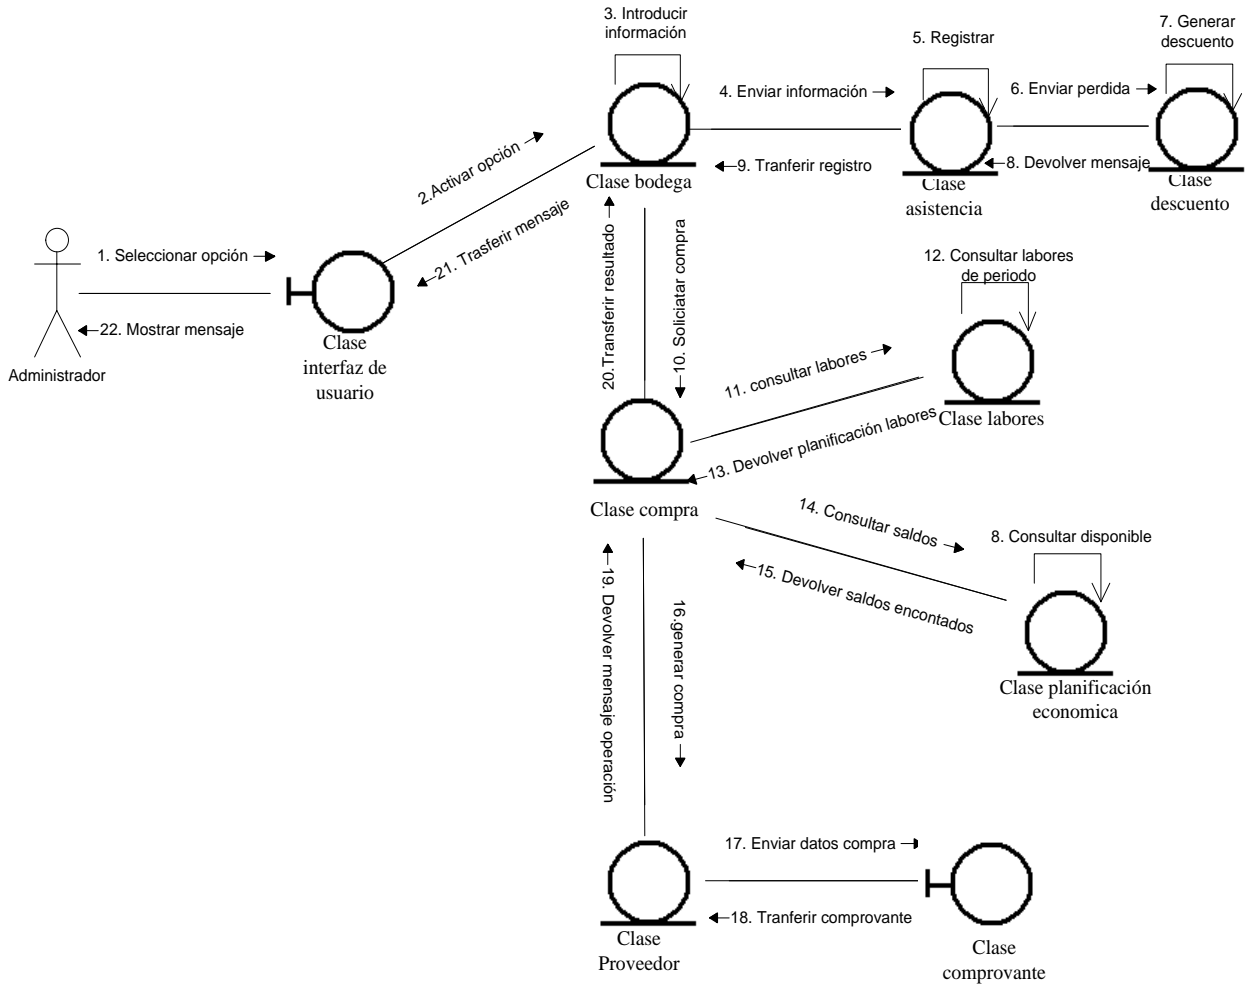 3. Introducir
información
7. Generar
descuento
5. Registrar
4. Enviar información
6. Enviar perdida
9. Tranferir registro
8. Devolver mensaje
Clase bodega
Clase
asistencia
Clase
descuento
2.Activar opción
21. Trasferir mensaje
1. Seleccionar opción
22. Mostrar mensaje
Administrador
Clase
interfaz de
usuario
20.Transferir resultado
10. Soliciatar compra
12. Consultar labores
de periodo
11. consultar labores
13. Devolver planificación labores
Clase labores
Clase compra
14. Consultar saldos
15. Devolver saldos encontados
8. Consultar disponible
Clase planificación
economica
19. Devolver mensaje operación
16.generar compra
17. Enviar datos compra
18. Tranferir comprovante
Clase
Proveedor
Clase
comprovante